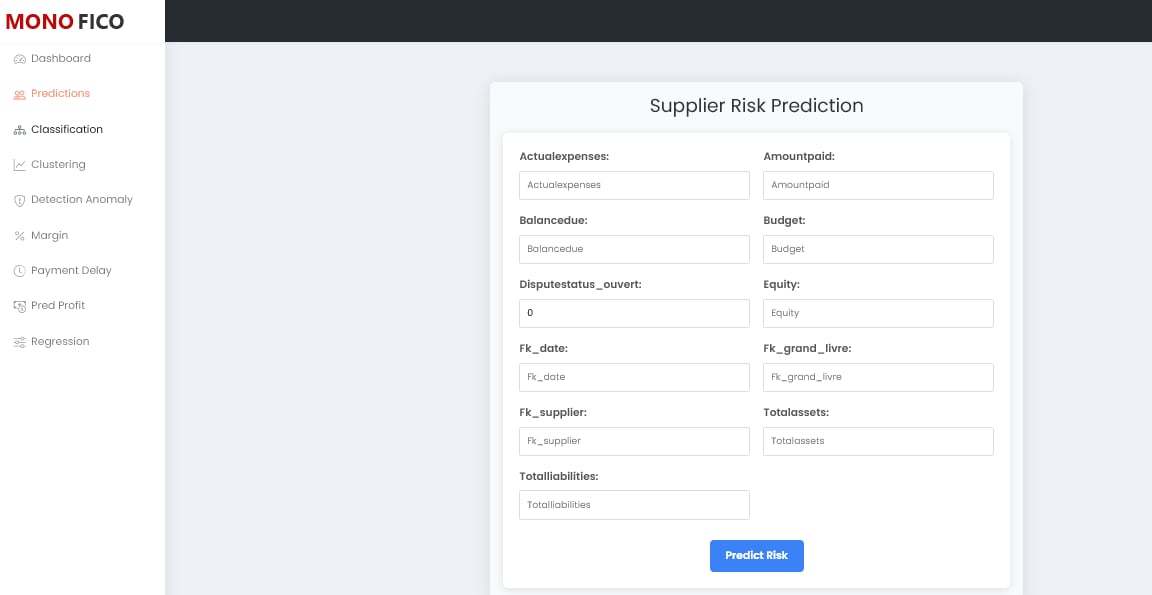 MONO FICO
Dashboard
Predictions
Classification
Clustering
Detection Anomaly
Margin
Payment Delay
Pred Profit
Regression
Supplier Risk Prediction
Actualexpenses:
Actualexpenses
Amountpaid:
Amountpaid
Balancedue:
Balancedue
Budget:
Budget
Disputestatus_ouvert:
0
Equity:
Equity
Fk_date:
Fk_date
Fk_grand_livre:
Fk_grand_livre
Fk_supplier:
Fk_supplier
Totalassets:
Totalassets
Totalliabilities:
Totalliabilities
Predict Risk